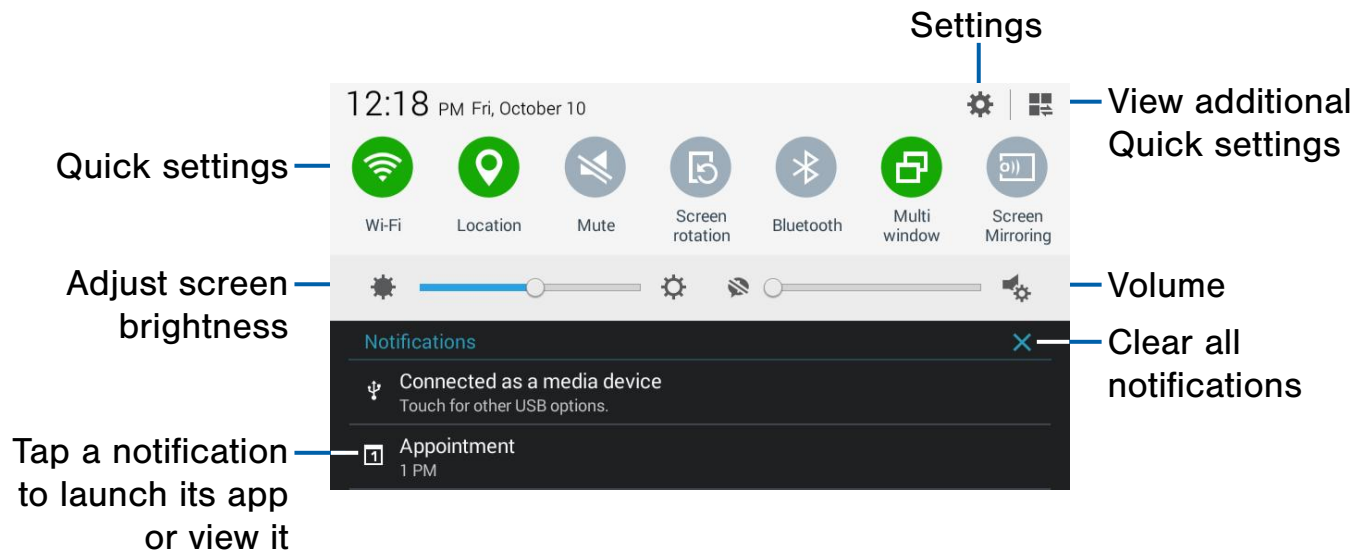 Settings
12:18 PM Fri, October 10
View additional
Quick settings
Quick settings
Wi-Fi
Location
Mute
Screen
rotation
Bluetooth
Multi
window
Screen
Mirroring
Adjust screen
brightness
Volume
Notifications
Clear all
notifications
Connected as a media device
Touch for other USB options.
Tap a notification
to launch its app
or view it
1
Appointment
1 PM